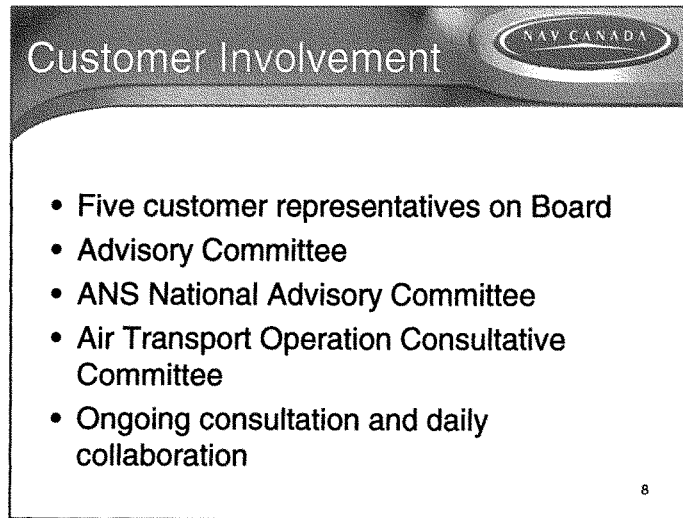 Customer Involvement
NAV CANADA
• Five customer representatives on Board
• Advisory Committee
• ANS National Advisory Committee
• Air Transport Operation Consultative
Committee
• Ongoing consultation and daily
collaboration
8